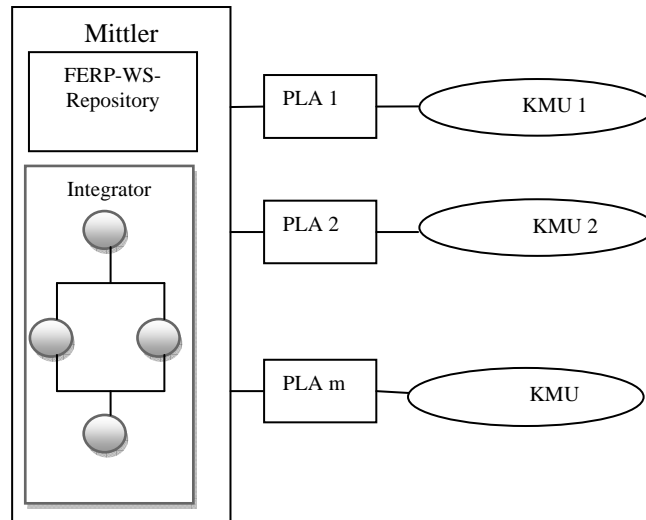 Mittler
FERP-WS-
Repository
Integrator
PLA 1
KMU 1
PLA 2
KMU 2
PLA m
KMU